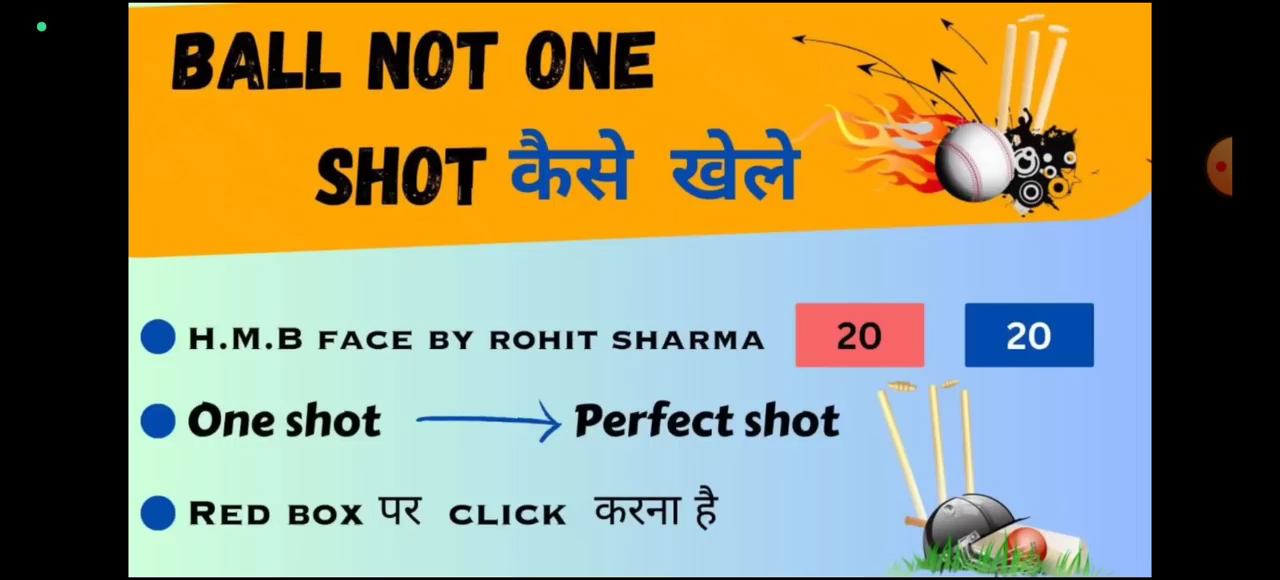 BALL NOT ONE
SHOT कैसे खेले
H.M.B FACE BY ROHIT SHARMA 20 20
One shot Perfect shot
RED BOX पर CLICK करना है